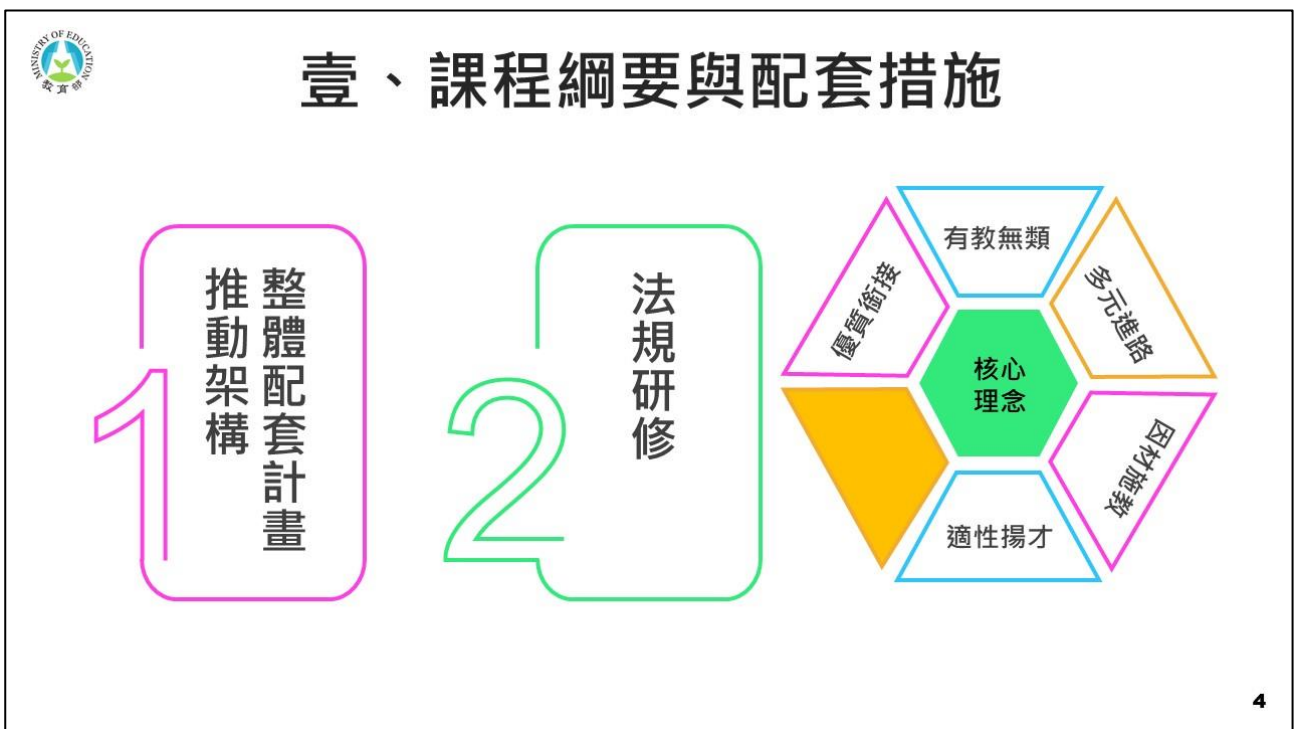 MINISTRY OF EDUCATION
教育部
壹、課程綱要與配套措施
1
整體配套計畫
推動架構
2
法規研修
有教無類
多元進路
因材施教
適性揚才
優質銜接
核心
理念
4